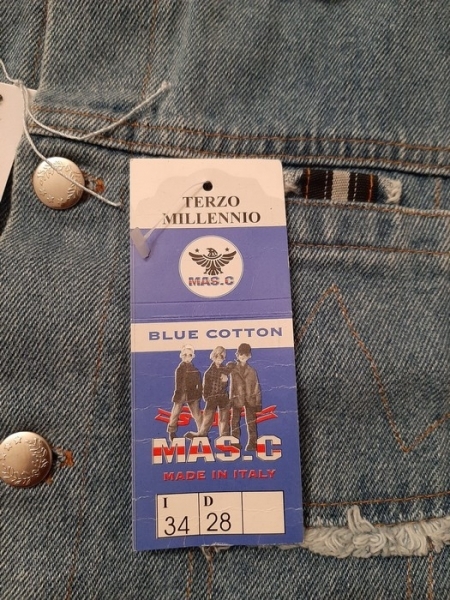 TERZO
MILLENNIO
MAS.C
BLUE COTTON
MAS.C
MADE IN ITALY
I D
34 28